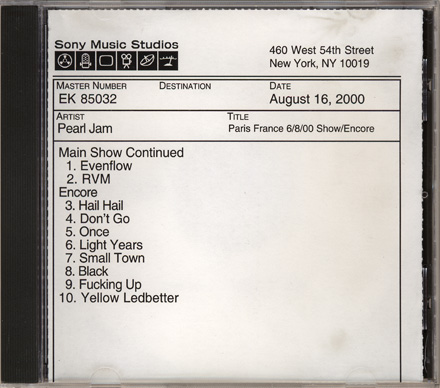 Sony Music Studios
460 West 54th Street
New York, NY 10019
MASTER NUMBER DESTINATION DATE
EK 85032 August 16, 2000
ARTIST TITLE
Pearl Jam Paris France 6/8/00 Show/Encore
Main Show Continued
1. Evenflow
2. RVM
Encore
3. Hail Hail
4. Don't Go
5. Once
6. Light Years
7. Small Town
8. Black
9. Fucking Up
10. Yellow Ledbetter